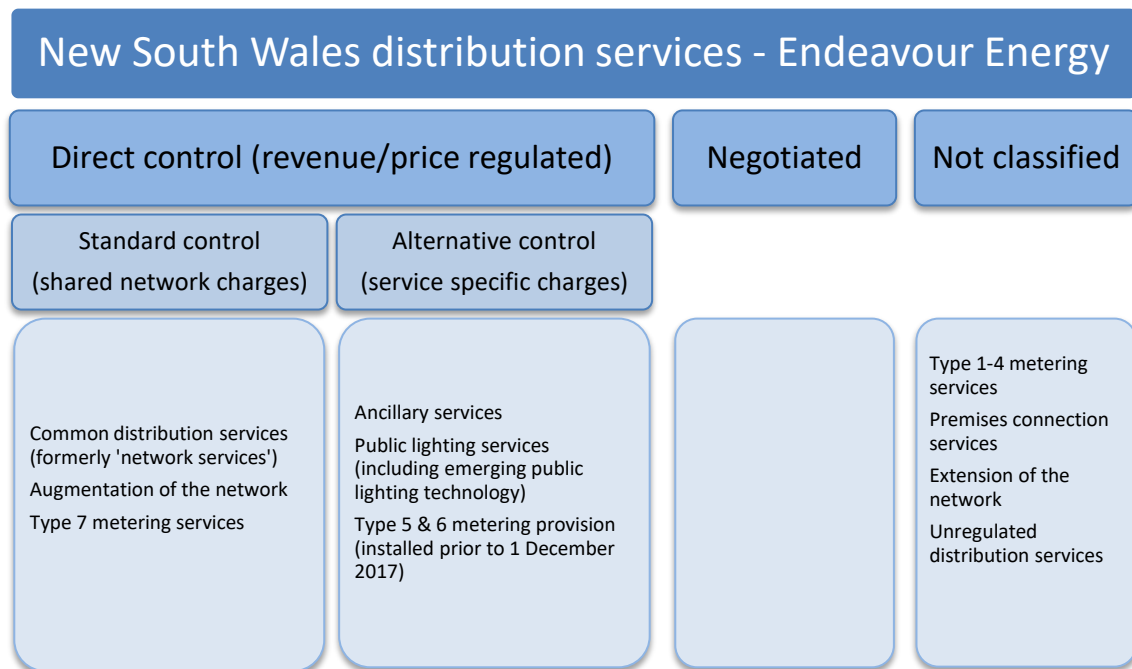 New South Wales distribution services - Endeavour Energy
Direct control (revenue/price regulated)
Negotiated
Not classified
Standard control
(shared network charges)
Alternative control
(service specific charges)
Common distribution services
(formerly 'network services')
Augmentation of the network
Type 7 metering services
Ancillary services
Public lighting services
(including emerging public
lighting technology)
Type 5 & 6 metering provision
(installed prior to 1 December
2017)
Type 1-4 metering
services
Premises connection
services
Extension of the
network
Unregulated
distribution services